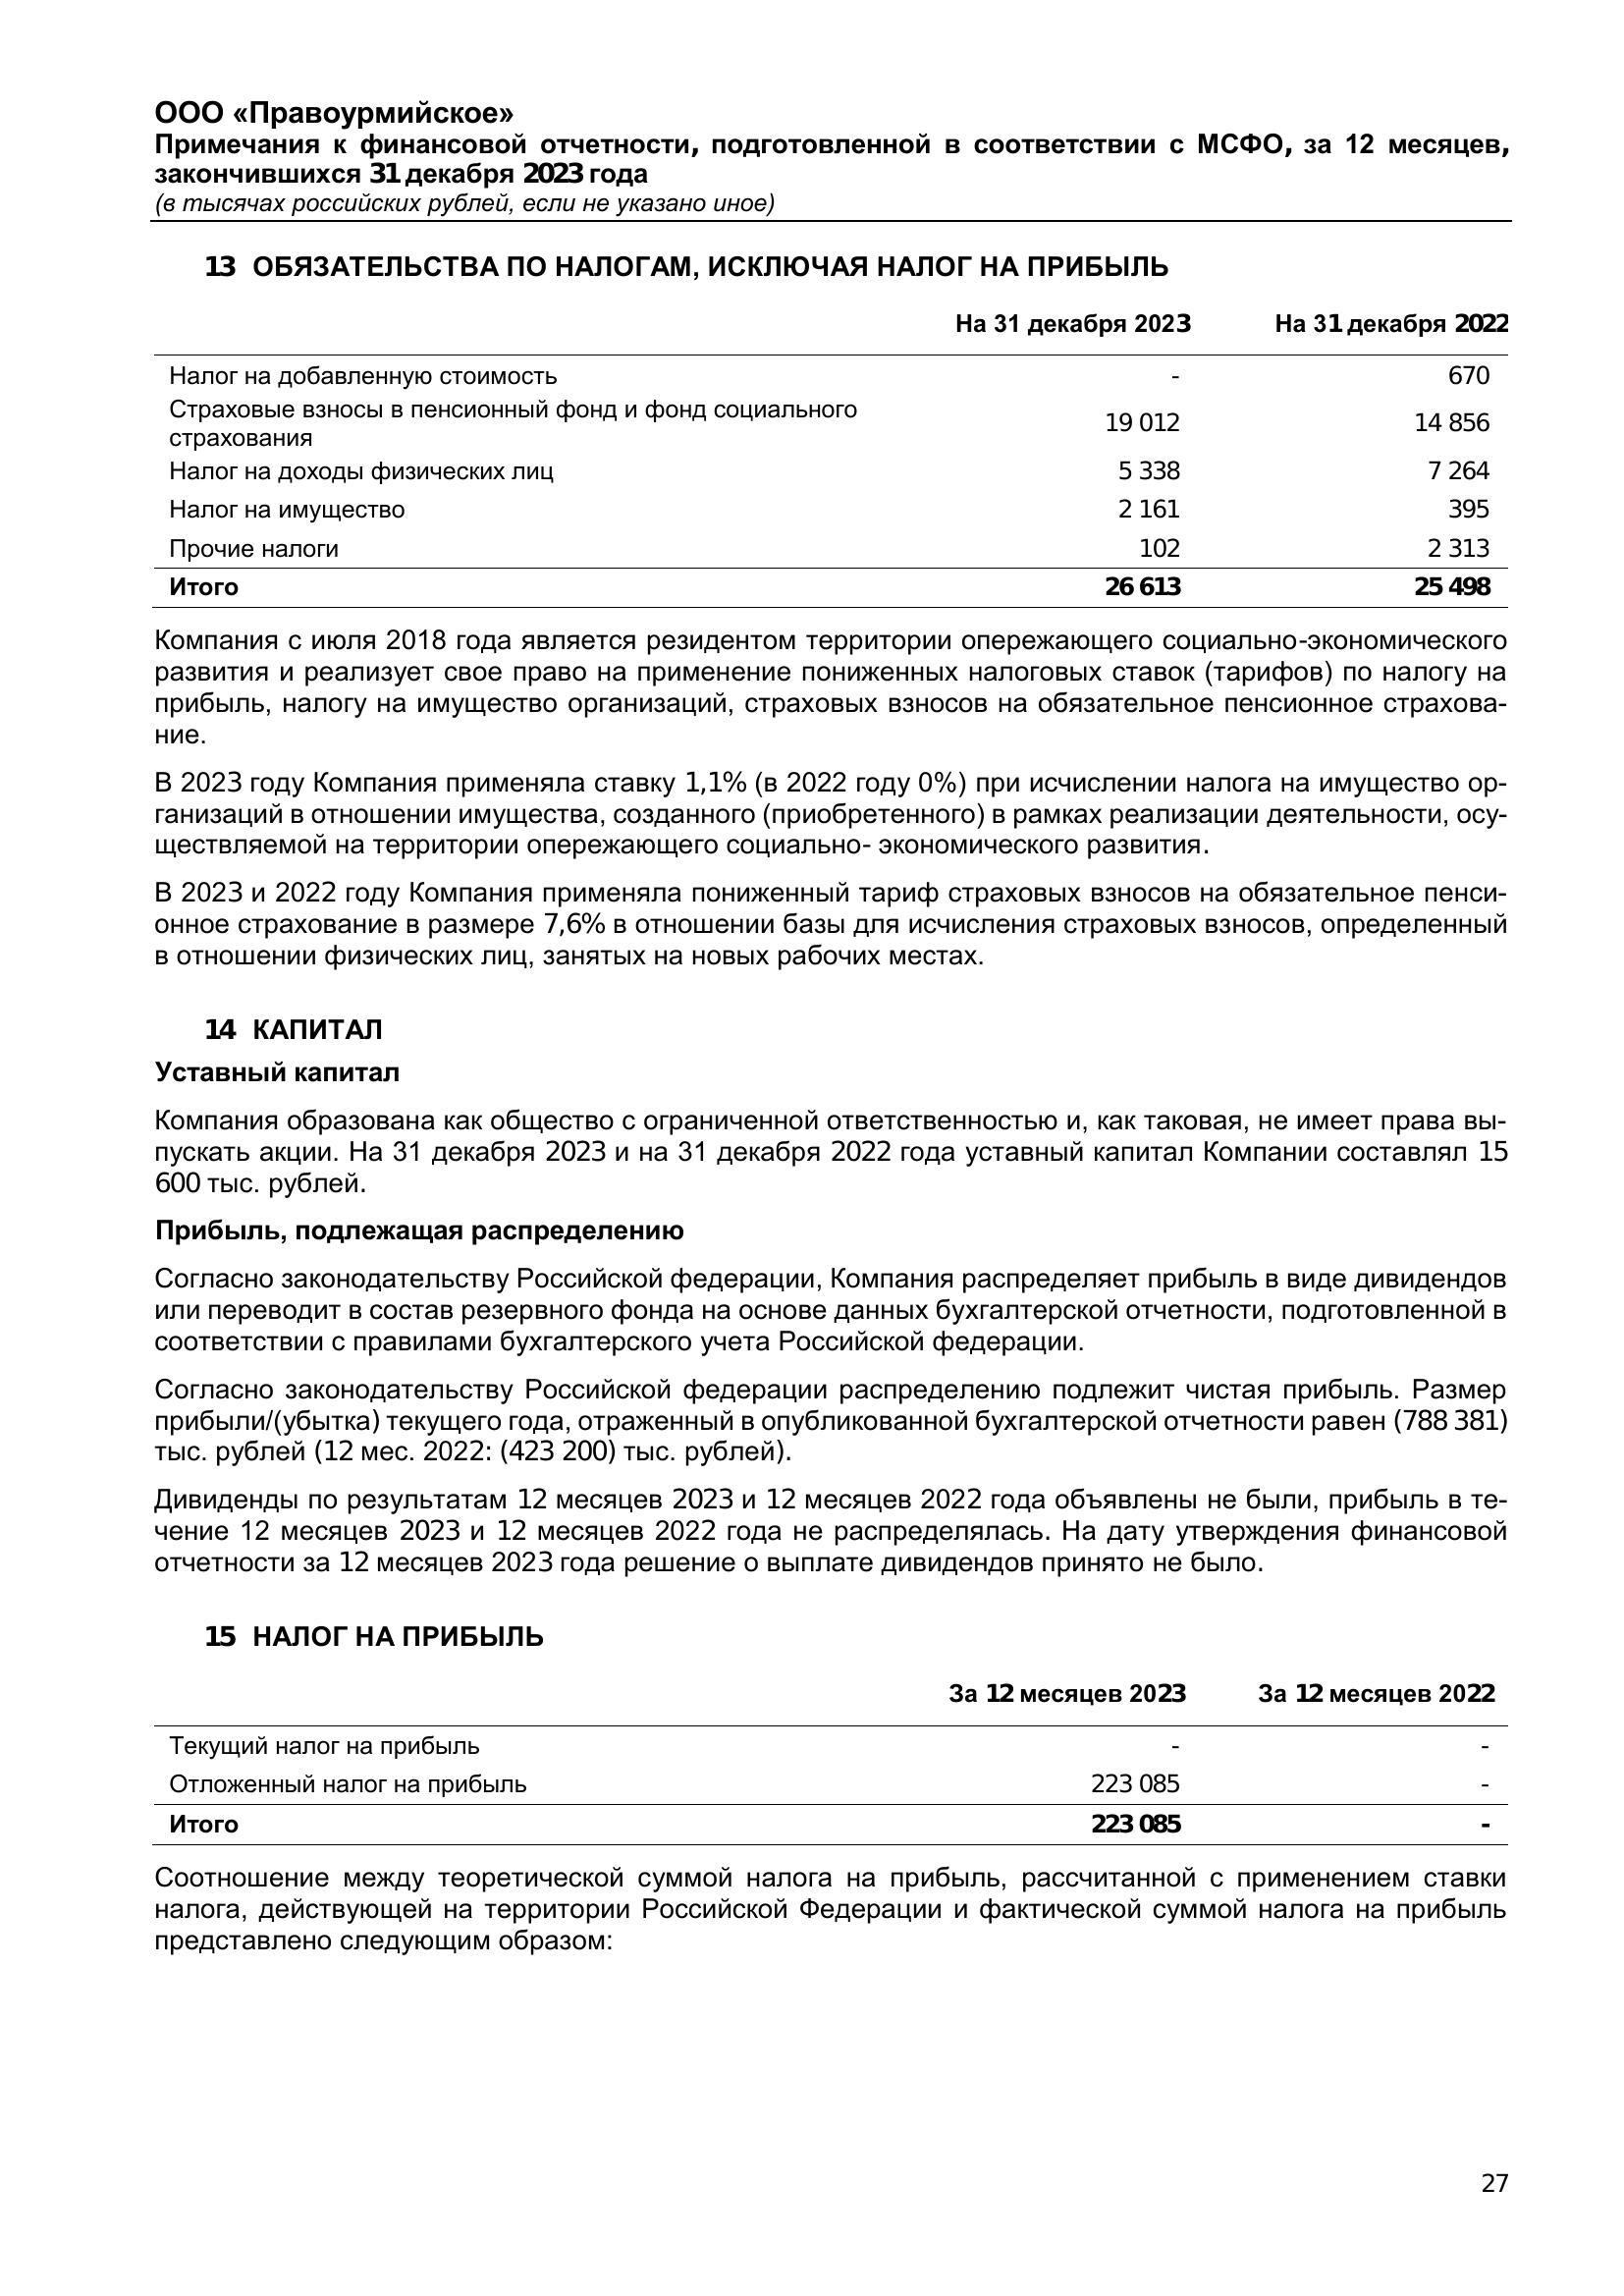 ООО «Правоурмийское»
Примечания к финансовой отчетности, подготовленной в соответствии с МСФО, за 12 месяцев,
закончившихся 31 декабря 2023 года
(в тысячах российских рублей, если не указано иное)
13 ОБЯЗАТЕЛЬСТВА ПО НАЛОГАМ, ИСКЛЮЧАЯ НАЛОГ НА ПРИБЫЛЬ
На 31 декабря 2023 На 31 декабря 2022
Налог на добавленную стоимость - 670
Страховые взносы в пенсионный фонд и фонд социального
страхования 19 012 14 856
Налог на доходы физических лиц 5 338 7 264
Налог на имущество 2 161 395
Прочие налоги 102 2 313
Итого 26 613 25 498
Компания с июля 2018 года является резидентом территории опережающего социально-экономического
развития и реализует свое право на применение пониженных налоговых ставок (тарифов) по налогу на
прибыль, налогу на имущество организаций, страховых взносов на обязательное пенсионное страхова-
ние.
В 2023 году Компания применяла ставку 1,1% (в 2022 году 0%) при исчислении налога на имущество ор-
ганизаций в отношении имущества, созданного (приобретенного) в рамках реализации деятельности, осу-
ществляемой на территории опережающего социально- экономического развития.
В 2023 и 2022 году Компания применяла пониженный тариф страховых взносов на обязательное пенси-
онное страхование в размере 7,6% в отношении базы для исчисления страховых взносов, определенный
в отношении физических лиц, занятых на новых рабочих местах.
14 КАПИТАЛ
Уставный капитал
Компания образована как общество с ограниченной ответственностью и, как таковая, не имеет права вы-
пускать акции. На 31 декабря 2023 и на 31 декабря 2022 года уставный капитал Компании составлял 15
600 тыс. рублей.
Прибыль, подлежащая распределению
Согласно законодательству Российской федерации, Компания распределяет прибыль в виде дивидендов
или переводит в состав резервного фонда на основе данных бухгалтерской отчетности, подготовленной в
соответствии с правилами бухгалтерского учета Российской федерации.
Согласно законодательству Российской федерации распределению подлежит чистая прибыль. Размер
прибыли/(убытка) текущего года, отраженный в опубликованной бухгалтерской отчетности равен (788 381)
тыс. рублей (12 мес. 2022: (423 200) тыс. рублей).
Дивиденды по результатам 12 месяцев 2023 и 12 месяцев 2022 года объявлены не были, прибыль в те-
чение 12 месяцев 2023 и 12 месяцев 2022 года не распределялась. На дату утверждения финансовой
отчетности за 12 месяцев 2023 года решение о выплате дивидендов принято не было.
15 НАЛОГ НА ПРИБЫЛЬ
За 12 месяцев 2023 За 12 месяцев 2022
Текущий налог на прибыль - -
Отложенный налог на прибыль 223 085 -
Итого 223 085 -
Соотношение между теоретической суммой налога на прибыль, рассчитанной с применением ставки
налога, действующей на территории Российской Федерации и фактической суммой налога на прибыль
представлено следующим образом:
27